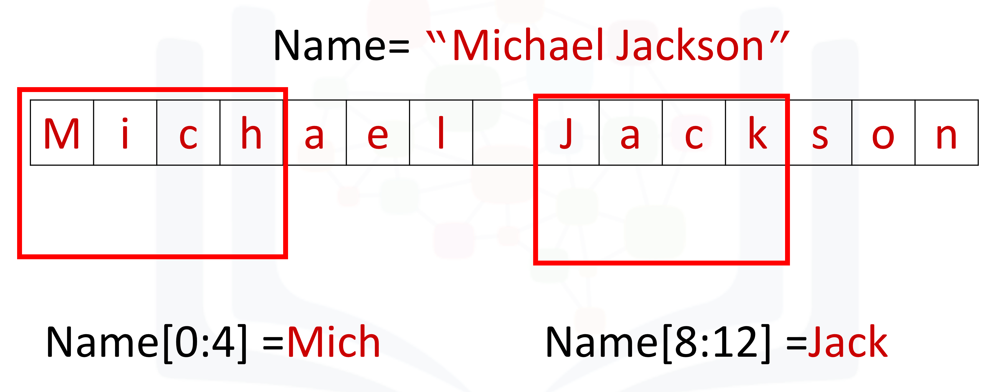 Name= “Michael Jackson”
M i c h a e l J a c k s o n
Name[0:4] =Mich
Name[8:12] =Jack